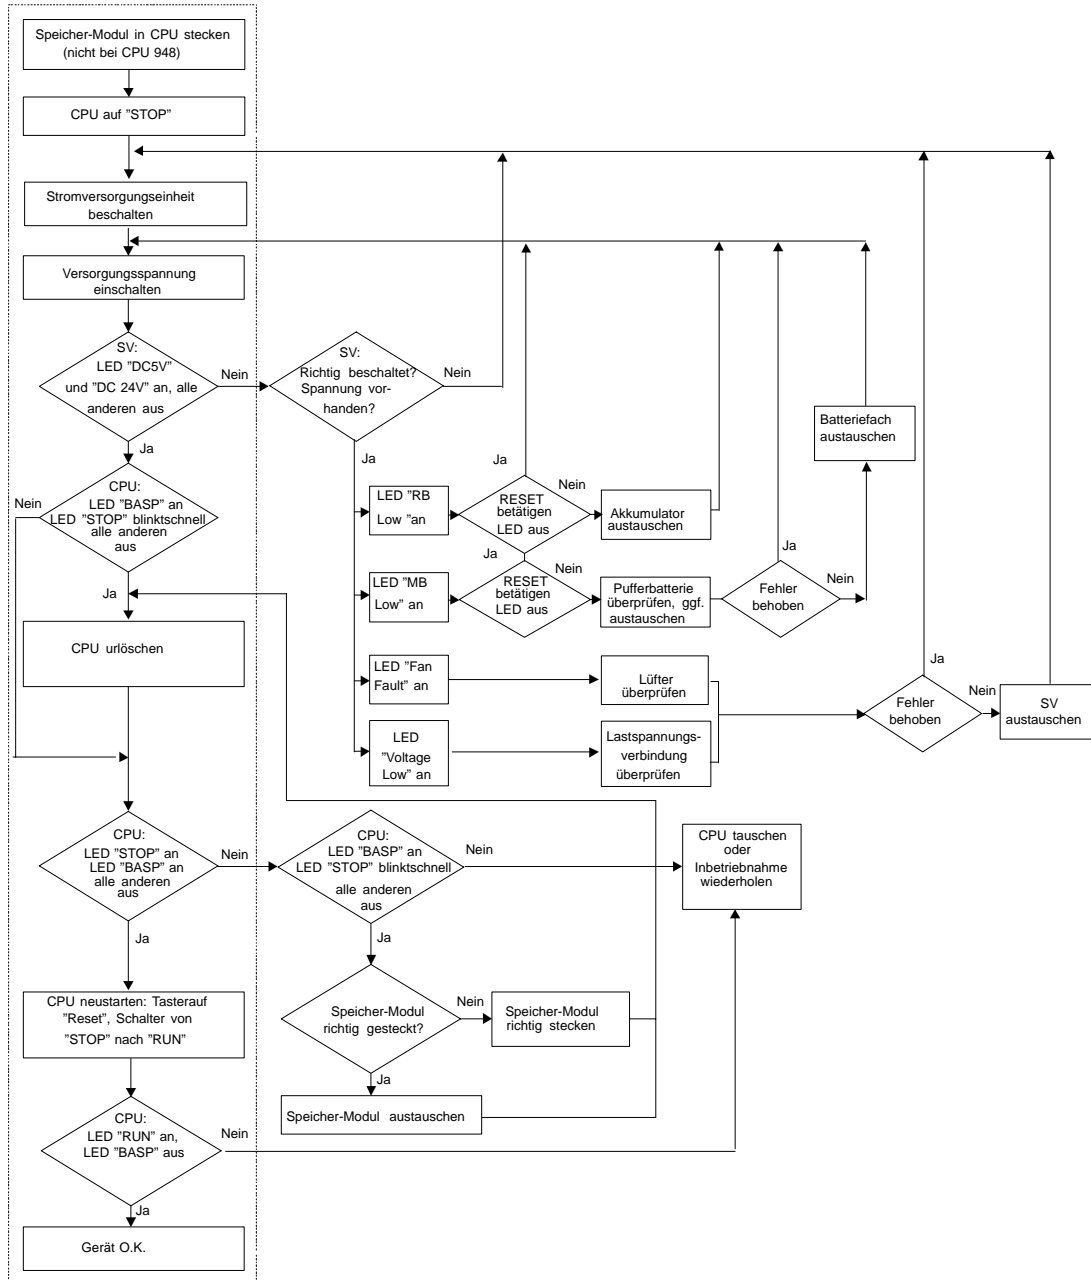 Speicher-Modul in CPU stecken
(nicht bei CPU 948)
CPU auf "STOP"
Stromversorgungseinheit
beschalten
Versorgungsspannung
einschalten
SV:
LED "DC5V"
und "DC 24V" an, alle
anderen aus
Nein
Ja
SV:
Richtig beschaltet?
Spannung vor-
handen?
Nein
Ja
CPU:
LED "BASP" an
LED "STOP" blinktschnell
alle anderen
aus
Nein
Ja
LED "RB
Low "an
Ja
RESET
betätigen
LED aus
Nein
Akkumulator
austauschen
Batteriefach
austauschen
LED "MB
Low" an
Ja
RESET
betätigen
LED aus
Nein
Pufferbatterie
überprüfen, ggf.
austauschen
Ja
Fehler
behoben
Nein
CPU urlöschen
LED "Fan
Fault" an
Lüfter
überprüfen
LED
"Voltage
Low" an
Lastspannungs-
verbindung
überprüfen
Ja
Fehler
behoben
Nein
SV
austauschen
CPU:
LED "STOP" an
LED "BASP" an
alle anderen
aus
Nein
Ja
CPU:
LED "BASP" an
LED "STOP" blinktschnell
alle anderen
aus
Nein
Ja
CPU tauschen
oder
Inbetriebnahme
wiederholen
CPU neustarten: Tasterauf
"Reset", Schalter von
"STOP" nach "RUN"
Speicher-Modul
richtig gesteckt?
Nein
Ja
Speicher-Modul
richtig stecken
Speicher-Modul austauschen
CPU:
LED "RUN" an,
LED "BASP" aus
Nein
Ja
Gerät O.K.